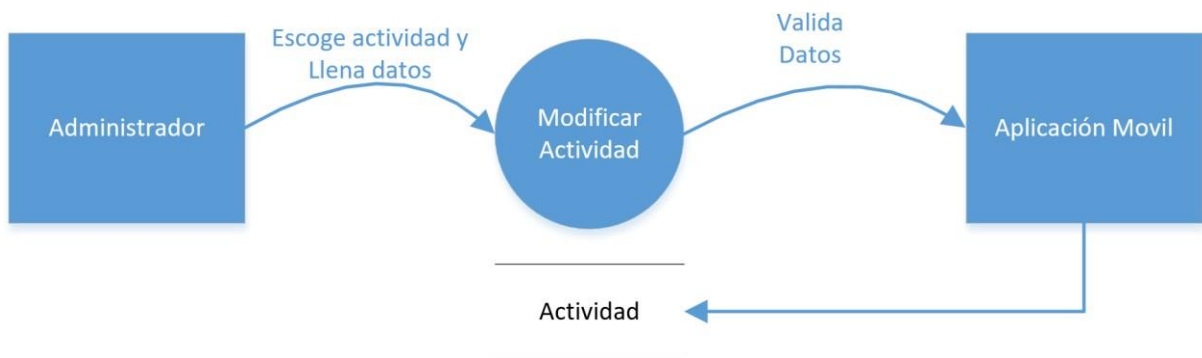 Administrador
Escoge actividad y
Llena datos
Modificar
Actividad
Valida
Datos
Aplicación Movil
Actividad